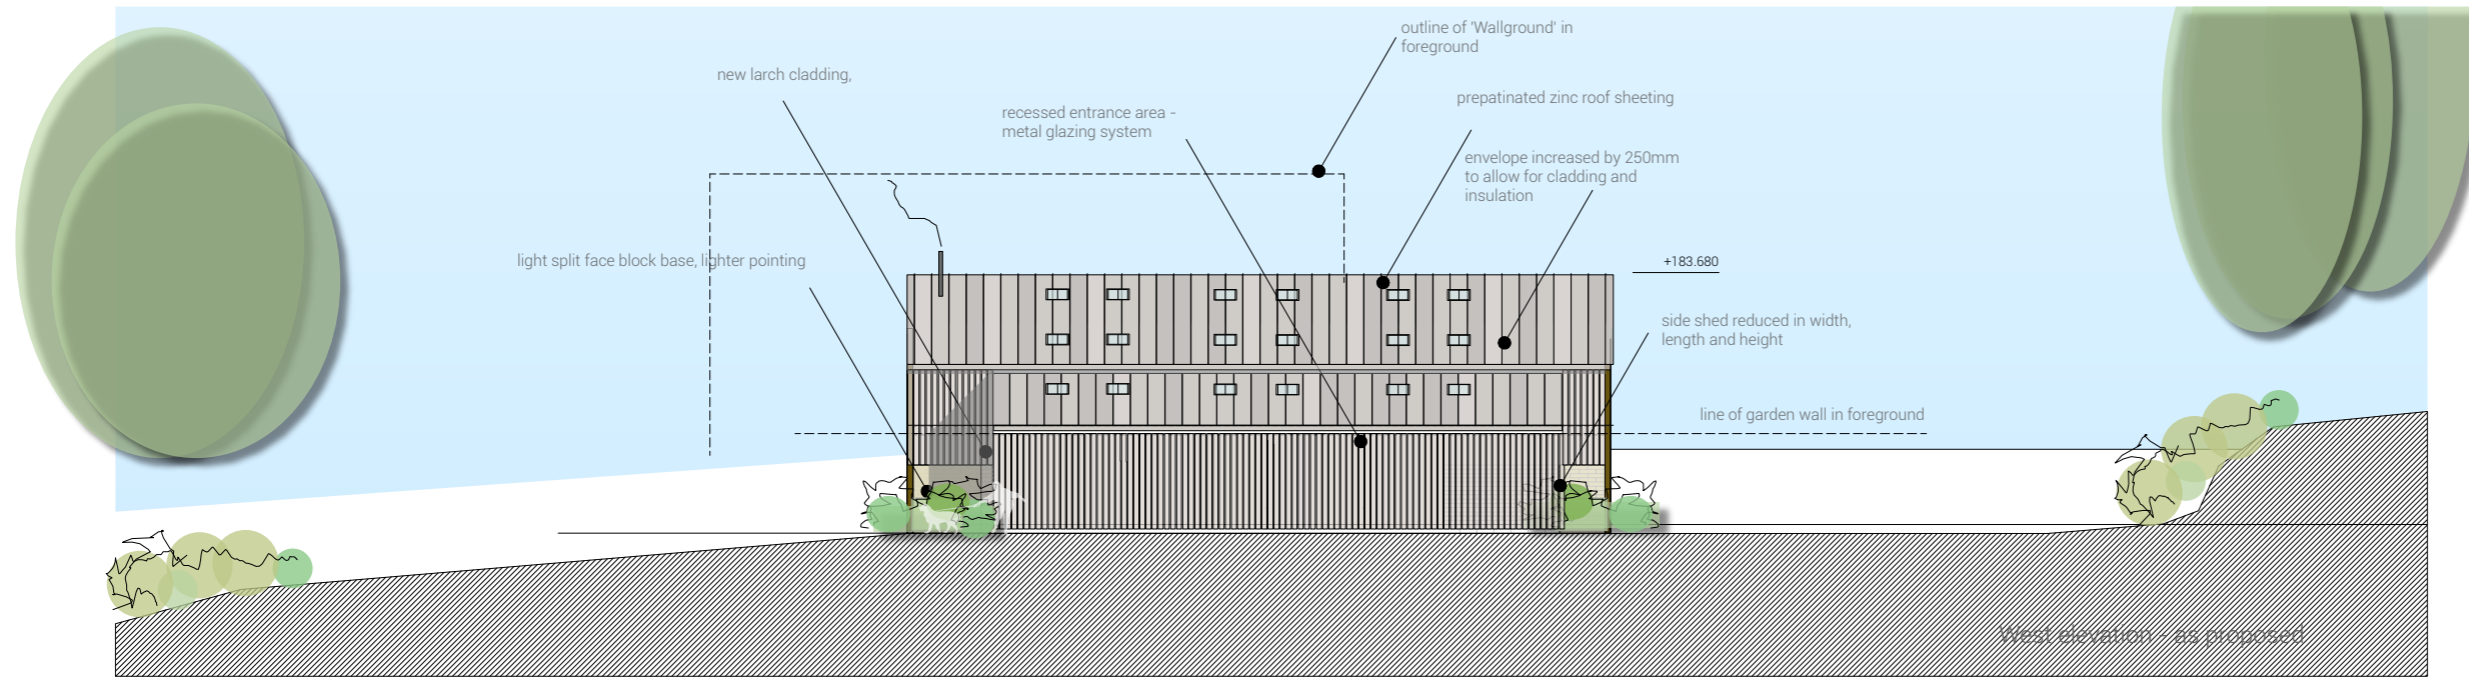 outline of 'Wallground' in
foreground
new larch cladding,
prepatinated zinc roof sheeting
recessed entrance area -
metal glazing system
envelope increased by 250mm
to allow for cladding and
insulation
light split face block base, lighter pointing
+183.680
side shed reduced in width,
length and height
line of garden wall in foreground
West elevation - as proposed